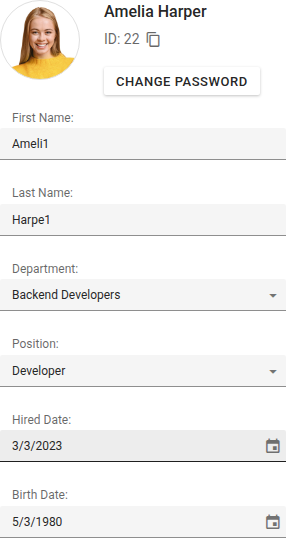 Amelia Harper
ID: 22
CHANGE PASSWORD
First Name:
Ameli1
Last Name:
Harpe1
Department:
Backend Developers
Position:
Developer
Hired Date:
3/3/2023
Birth Date:
5/3/1980